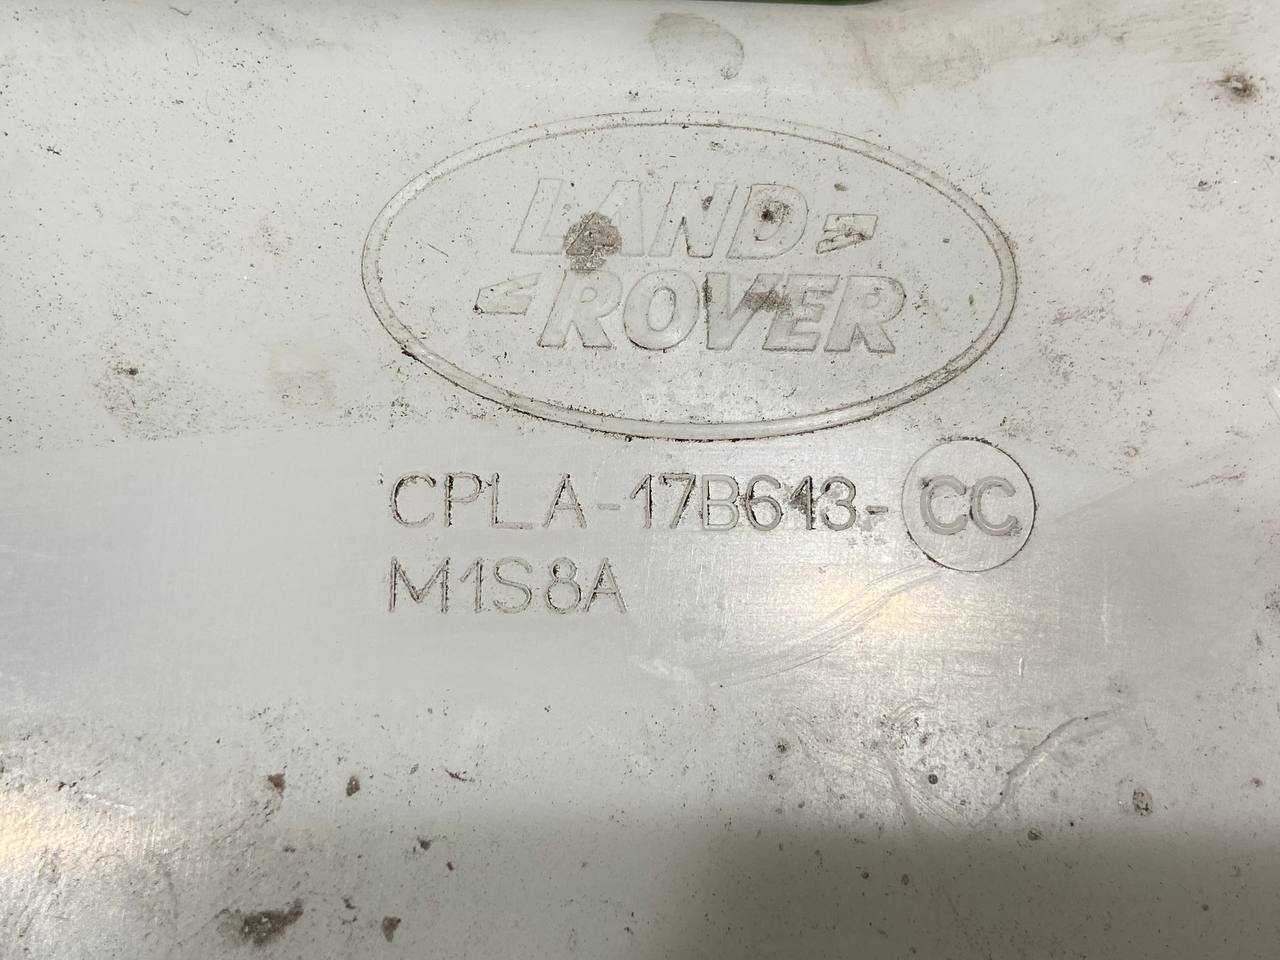 LAND
ROVER
CPLA-17B613-CC
M1S8A